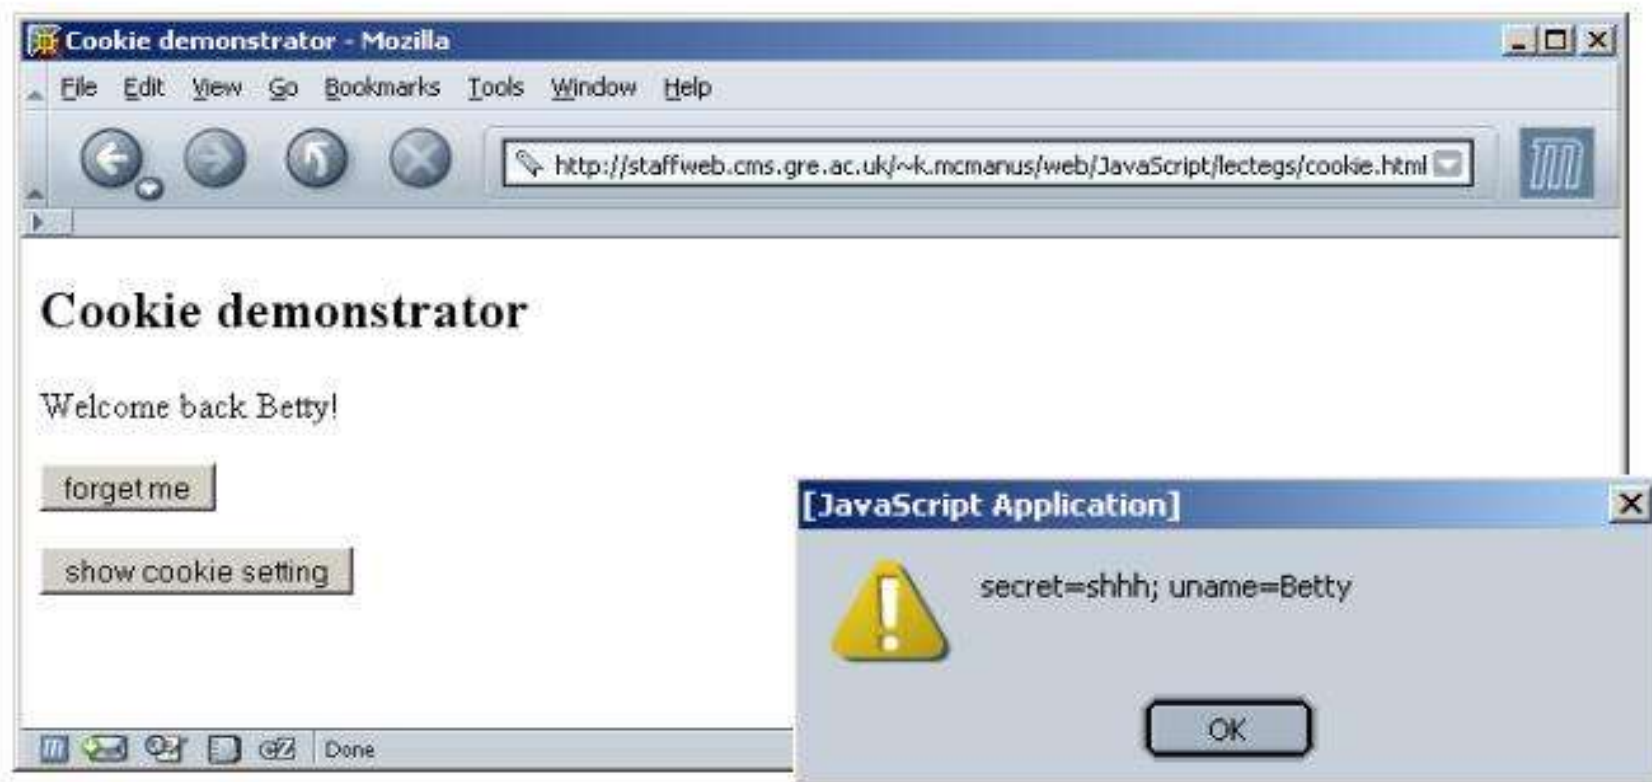 Cookie demonstrator - Mozilla
File Edit View Go Bookmarks Tools Window Help
http://staffweb.cms.gre.ac.uk/~k.mcmanus/web/JavaScript/lectegs/cookie.html
Cookie demonstrator
Welcome back Betty!
forget me
show cookie setting
[JavaScript Application]
secret=shhh; uname=Betty
OK
Done